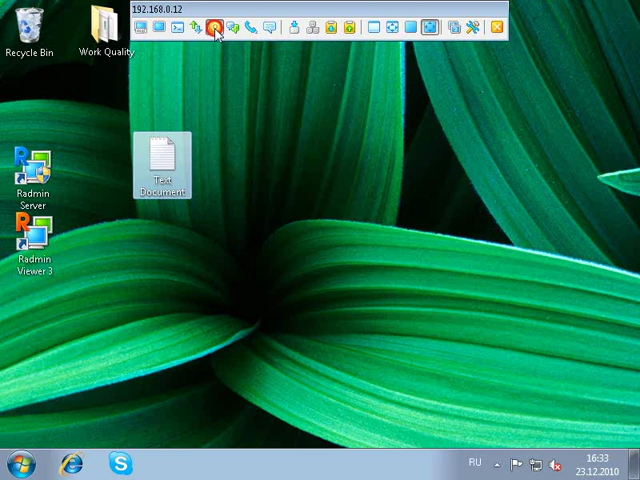 192.168.0.12
Recycle Bin
Work Quality
Text
Document
Radmin
Server
Radmin
Viewer 3
RU
16:33
23.12.2010